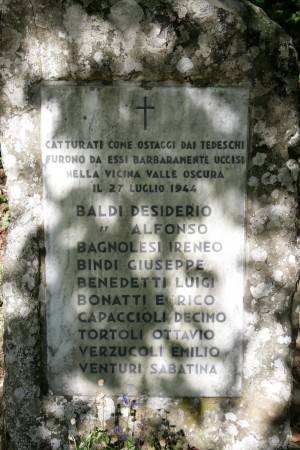 CATTURATI COME OSTAGGI DAI TEDESCHI
FURONO DA ESSI BARBARAMENTE UCCISI
NELLA VICINA VALLE OSCURA
IL 27 LUGLIO 1944
BALDI DESIDERIO
" ALFONSO
BAGNOLESI IRENEO
BINDI GIUSEPPE
BENEDETTI LUIGI
BONATTI ENRICO
CAPACCIOLI DECIMO
TORTOLI OTTAVIO
VERZUCOLI EMILIO
VENTURI SABATINA